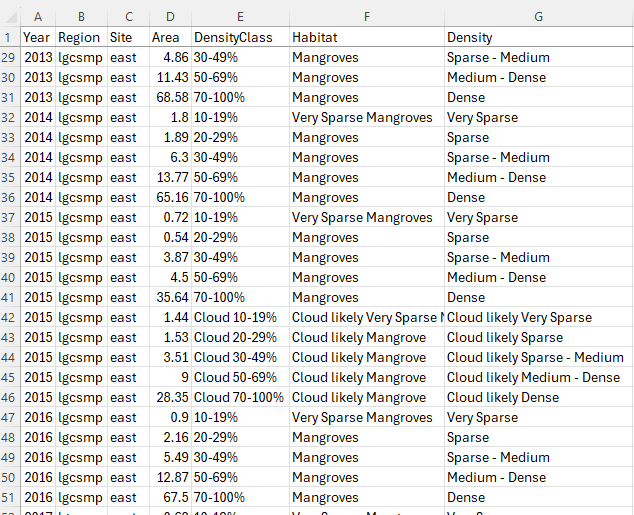 A B C D E F G
1 Year Region Site Area DensityClass Habitat Density
29 2013 lgcsmp east 4.86 30-49% Mangroves Sparse - Medium
30 2013 lgcsmp east 11.43 50-69% Mangroves Medium - Dense
31 2013 lgcsmp east 68.58 70-100% Mangroves Dense
32 2014 lgcsmp east 1.8 10-19% Very Sparse Mangroves Very Sparse
33 2014 lgcsmp east 1.89 20-29% Mangroves Sparse
34 2014 lgcsmp east 6.3 30-49% Mangroves Sparse - Medium
35 2014 lgcsmp east 13.77 50-69% Mangroves Medium - Dense
36 2014 lgcsmp east 65.16 70-100% Mangroves Dense
37 2015 lgcsmp east 0.72 10-19% Very Sparse Mangroves Very Sparse
38 2015 lgcsmp east 0.54 20-29% Mangroves Sparse
39 2015 lgcsmp east 3.87 30-49% Mangroves Sparse - Medium
40 2015 lgcsmp east 4.5 50-69% Mangroves Medium - Dense
41 2015 lgcsmp east 35.64 70-100% Mangroves Dense
42 2015 lgcsmp east 1.44 Cloud 10-19% Cloud likely Very Sparse Cloud likely Very Sparse
43 2015 lgcsmp east 1.53 Cloud 20-29% Cloud likely Mangrove Cloud likely Sparse
44 2015 lgcsmp east 3.51 Cloud 30-49% Cloud likely Mangrove Cloud likely Sparse - Medium
45 2015 lgcsmp east 9 Cloud 50-69% Cloud likely Mangrove Cloud likely Medium - Dense
46 2015 lgcsmp east 28.35 Cloud 70-100% Cloud likely Mangrove Cloud likely Dense
47 2016 lgcsmp east 0.9 10-19% Very Sparse Mangroves Very Sparse
48 2016 lgcsmp east 2.16 20-29% Mangroves Sparse
49 2016 lgcsmp east 5.49 30-49% Mangroves Sparse - Medium
50 2016 lgcsmp east 12.87 50-69% Mangroves Medium - Dense
51 2016 lgcsmp east 67.5 70-100% Mangroves Dense